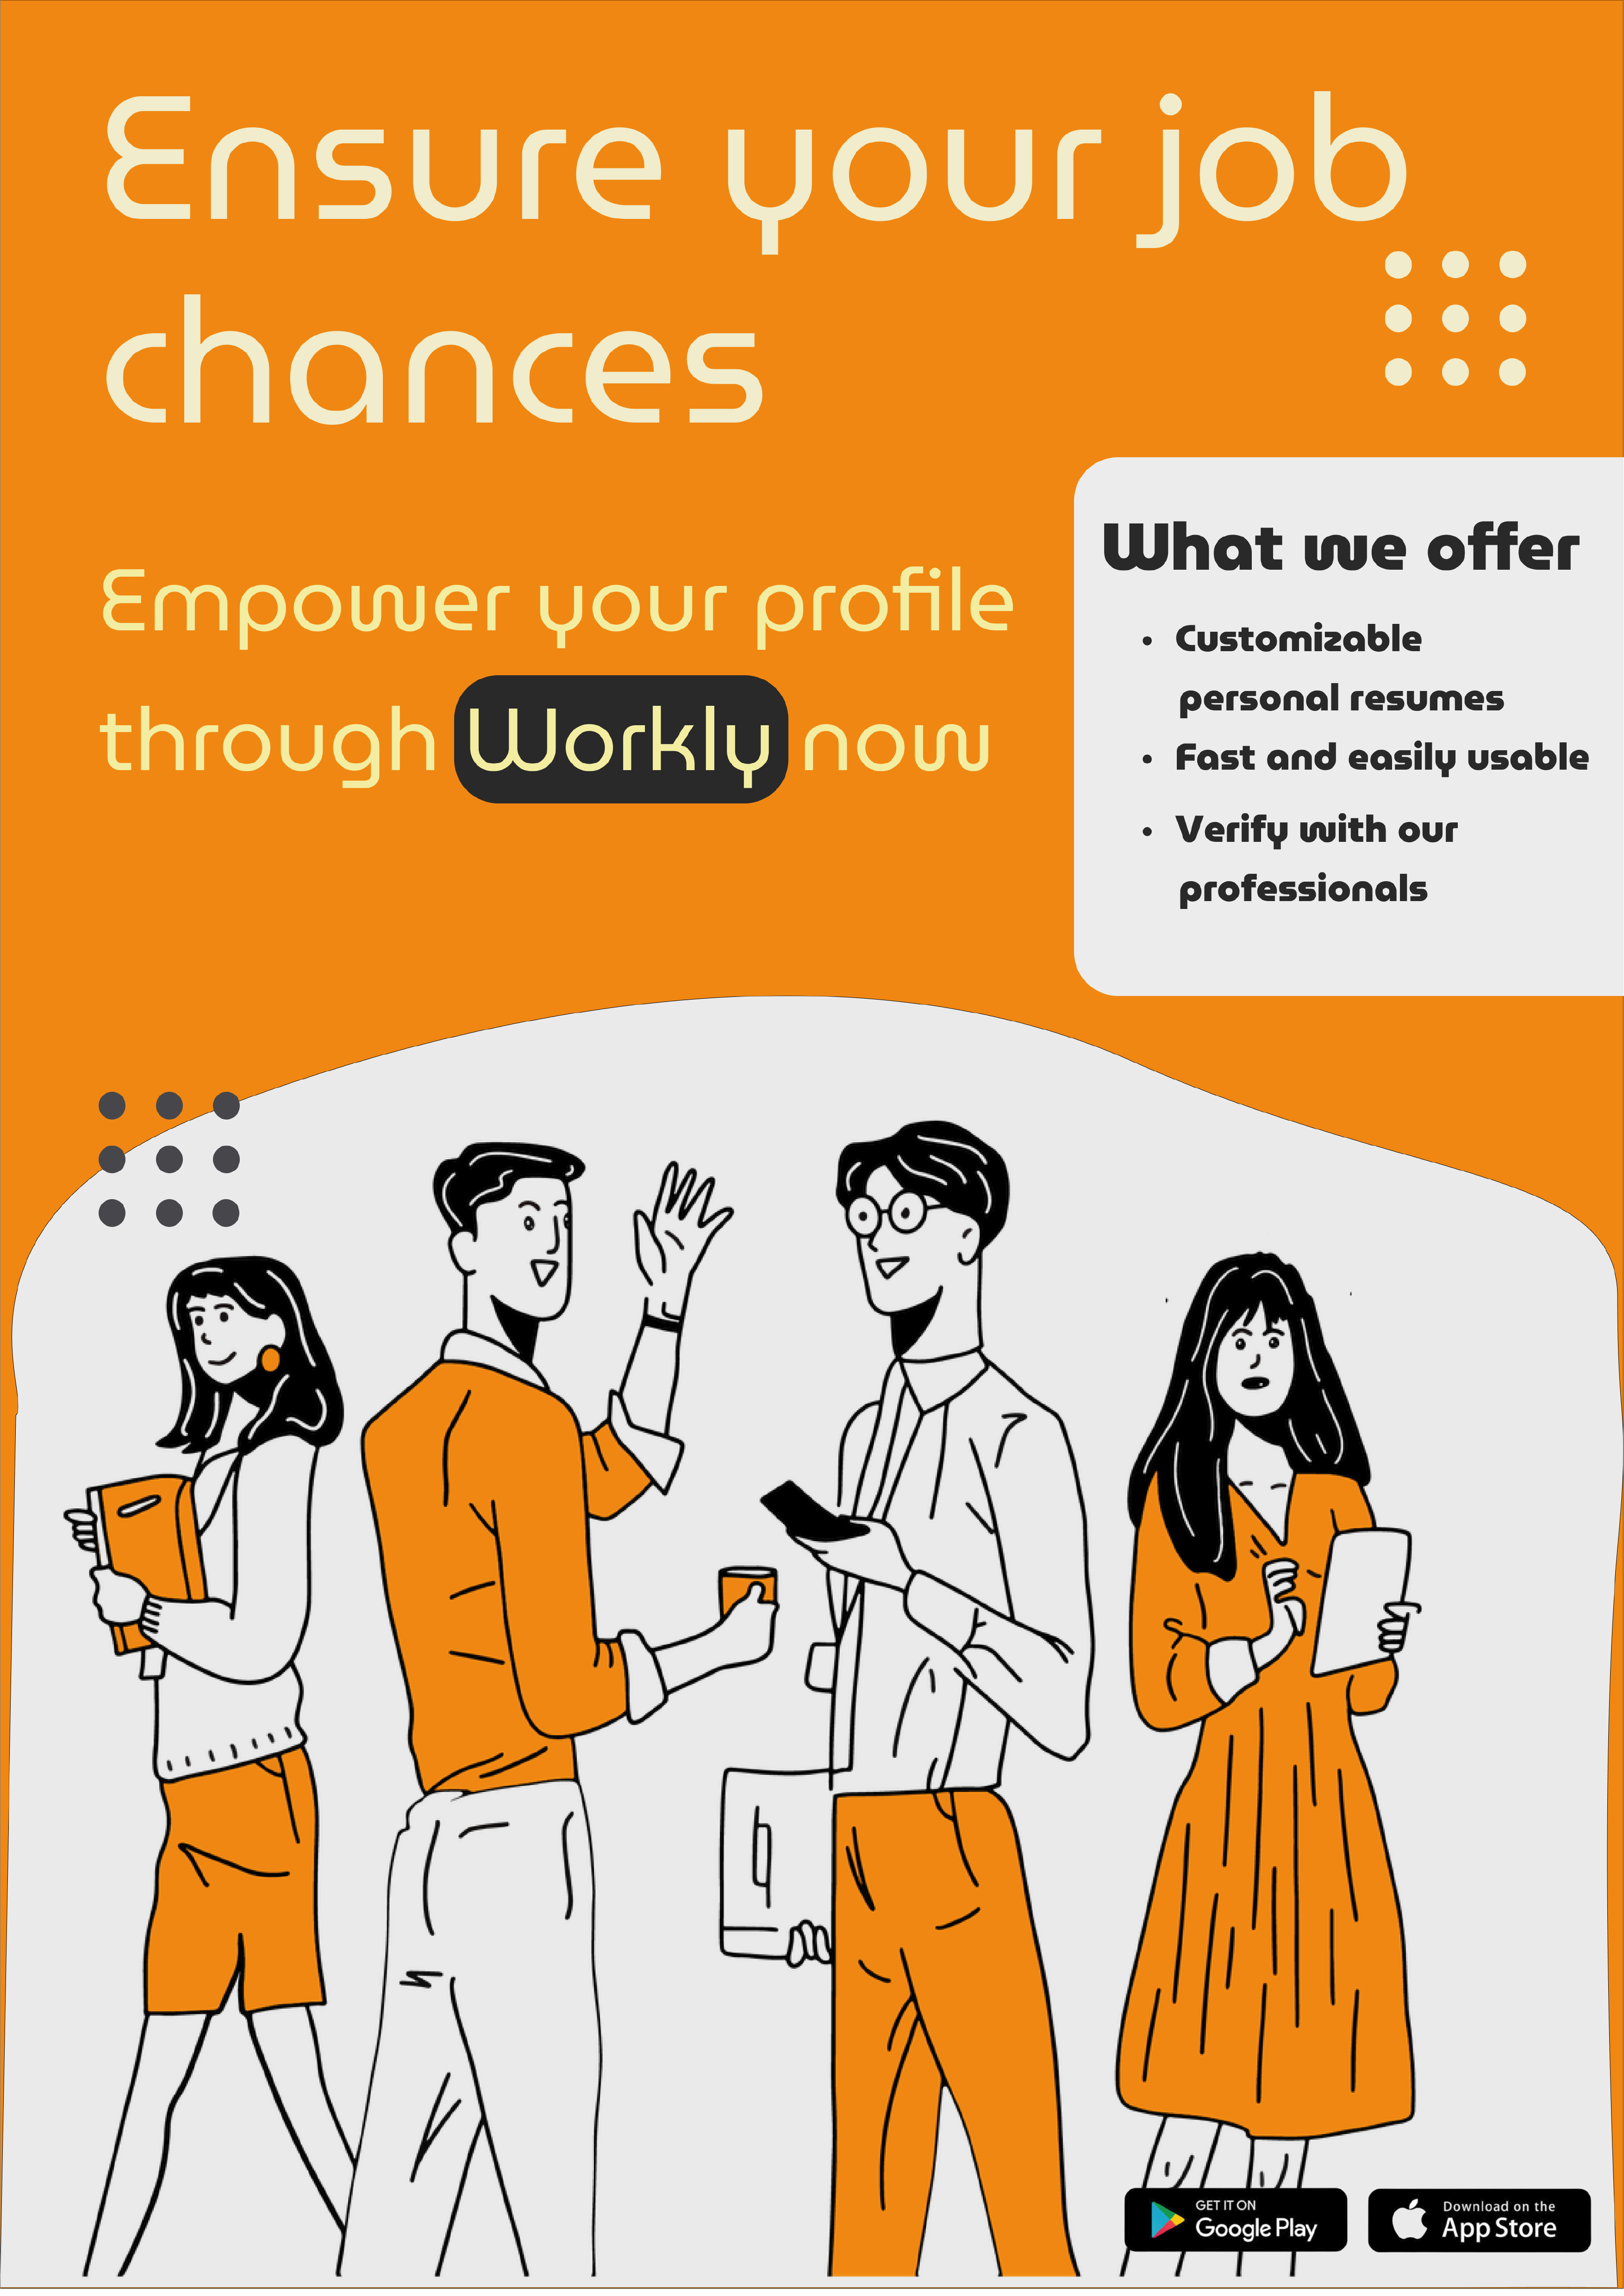 Ensure your job
chances
Empower your profile
through Workly now
What we offer
• Customizable
personal resumes
• Fast and easily usable
• Verify with our
professionals
GET IT ON
Google Play
Download on the
App Store